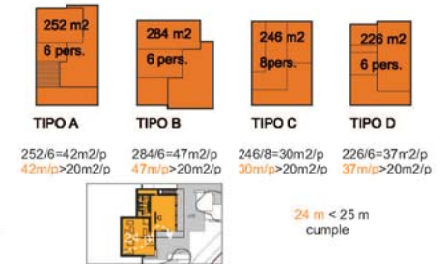 252 m2
6 pers.
284 m2
6 pers.
246 m2
8pers.
226 m2
6 pers.
TIPO A
TIPO B
TIPO C
TIPO D
252/6=42m2/p
42m/p>20m2/p
284/6=47m2/p
47m/p>20m2/p
246/8=30m2/p
30m/p>20m2/p
226/6=37m2/p
37m/p>20m2/p
24 m < 25 m
cumple